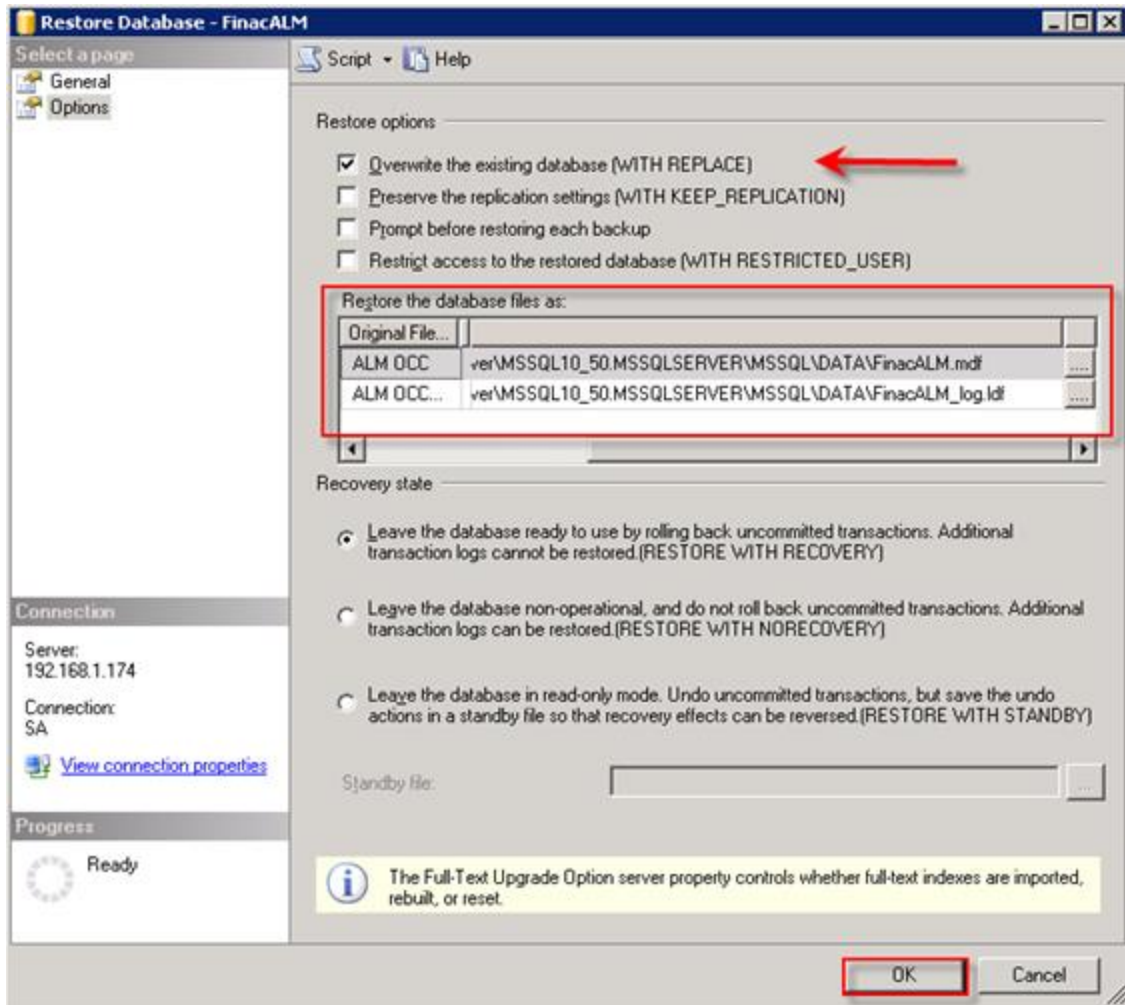 Restore Database - FinacALM
Select a page
General
Options
Script Help
Restore options
Overwrite the existing database (WITH REPLACE)
Preserve the replication settings (WITH KEEP_REPLICATION)
Prompt before restoring each backup
Restrict access to the restored database (WITH RESTRICTED_USER)
Restore the database files as:
Original File...
ALM OCC ver\MSSQL10_50.MSSQLSERVER\MSSQL\DATA\FinacALM.mdf ....
ALM OCC... ver\MSSQL10_50.MSSQLSERVER\MSSQL\DATA\FinacALM_log.ldf ....
Recovery state
Leave the database ready to use by rolling back uncommitted transactions. Additional
transaction logs cannot be restored.(RESTORE WITH RECOVERY)
Leave the database non-operational, and do not roll back uncommitted transactions. Additional
transaction logs can be restored.(RESTORE WITH NORECOVERY)
Leave the database in read-only mode. Undo uncommitted transactions, but save the undo
actions in a standby file so that recovery effects can be reversed.(RESTORE WITH STANDBY)
Standby file: ...
Connection
Server:
192.168.1.174
Connection:
SA
View connection properties
Progress
Ready
The Full-Text Upgrade Option server property controls whether full-text indexes are imported,
rebuilt, or reset.
OK Cancel